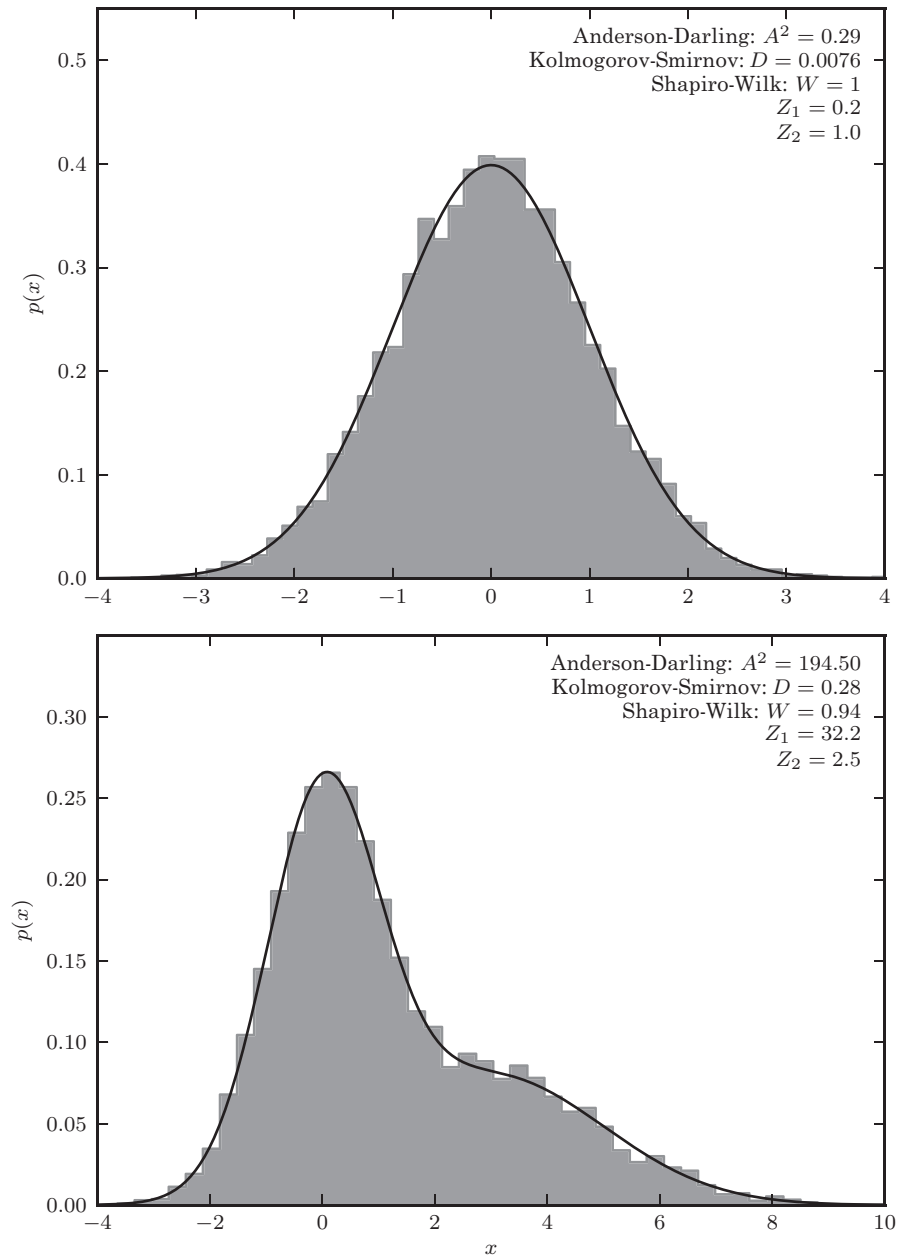 Anderson-Darling: A² = 0.29
Kolmogorov-Smirnov: D = 0.0076
Shapiro-Wilk: W = 1
Z₁ = 0.2
Z₂ = 1.0
0.5
0.4
0.3
0.2
0.1
0.0
p(x)
−4 −3 −2 −1 0 1 2 3 4
Anderson-Darling: A² = 194.50
Kolmogorov-Smirnov: D = 0.28
Shapiro-Wilk: W = 0.94
Z₁ = 32.2
Z₂ = 2.5
0.30
0.25
0.20
0.15
0.10
0.05
0.00
p(x)
−4 −2 0 2 4 6 8 10
x